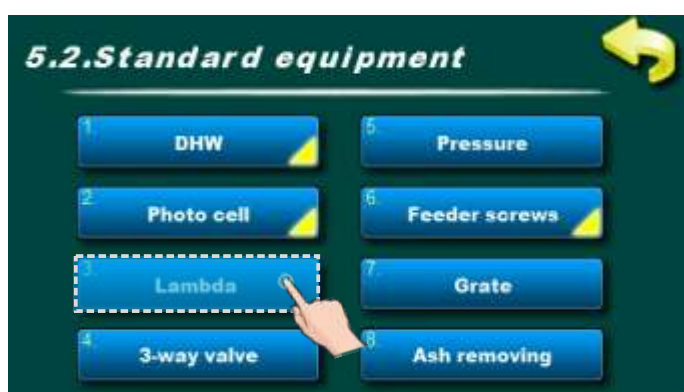 5.2.Standard equipment
1. DHW
5. Pressure
2. Photo cell
6. Feeder screws
3. Lambda
7. Grate
4. 3-way valve
8. Ash removing